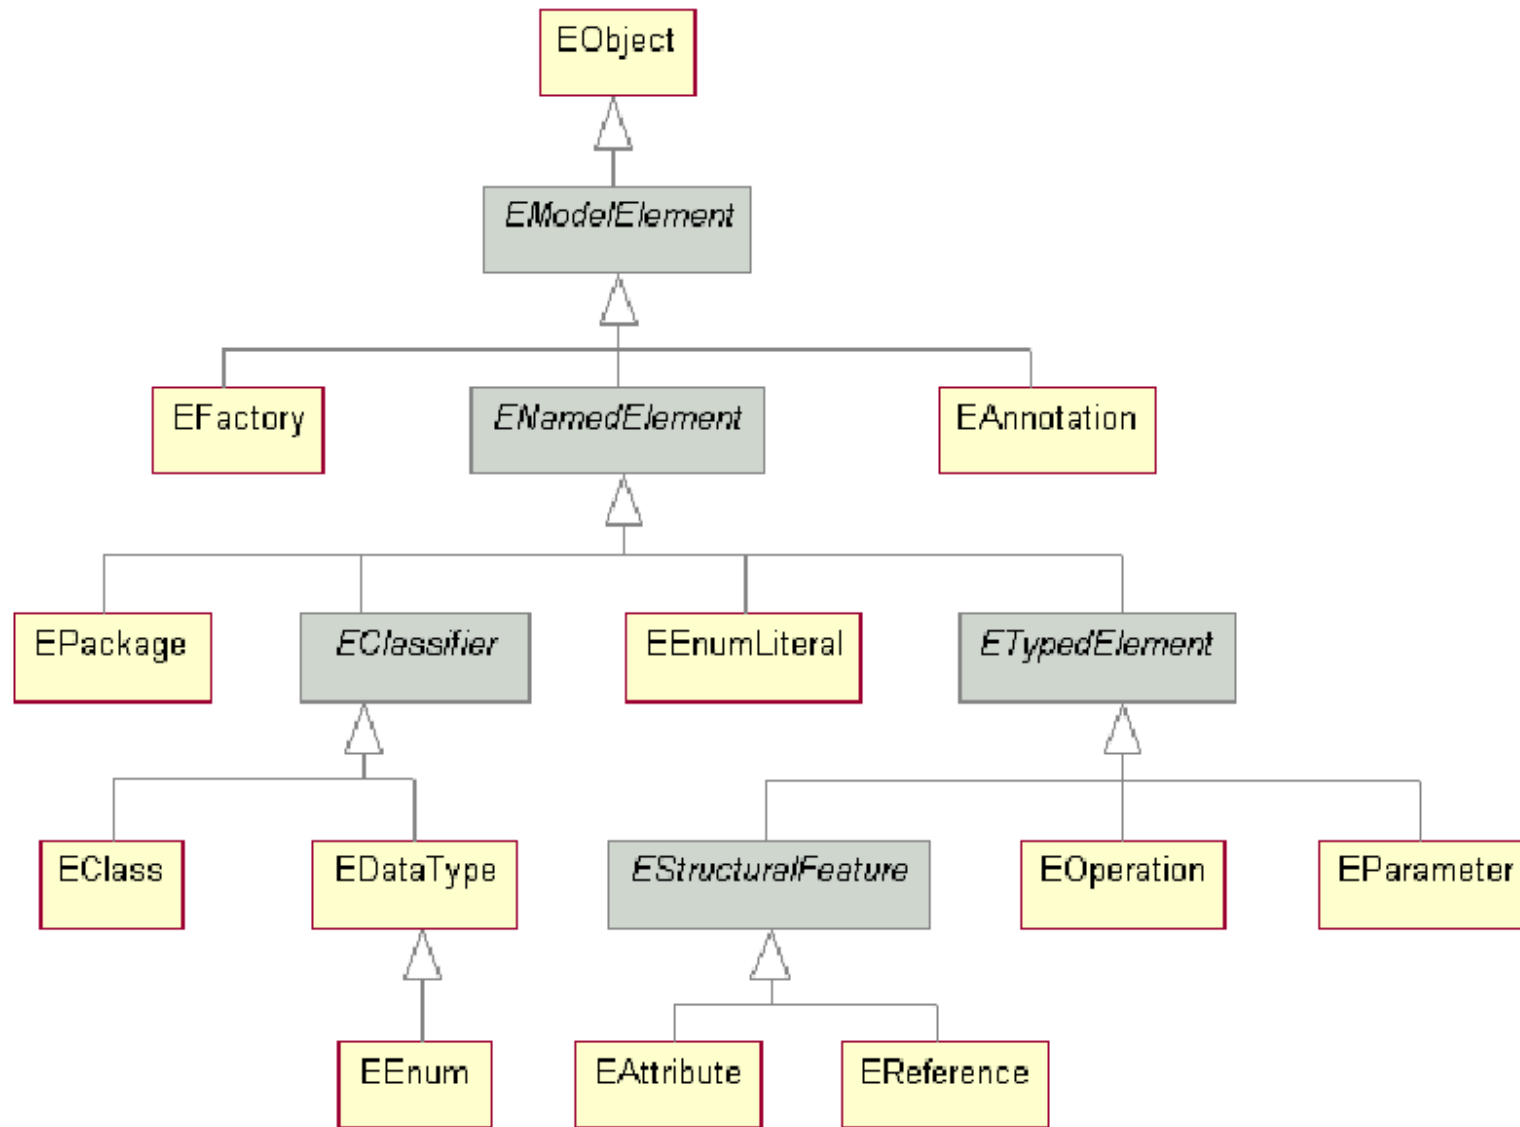 EObject
EModelElement
EFactory
ENamedElement
EAnnotation
EPackage
EClassifier
EEnumLiteral
ETypedElement
EClass
EDataType
EStructuralFeature
EOperation
EParameter
EEnum
EAttribute
EReference